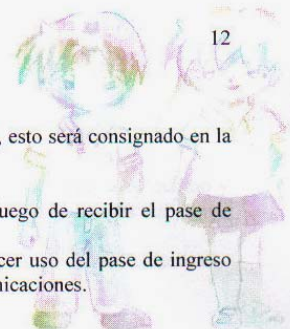 12
, esto será consignado en la
uego de recibir el pase de
cer uso del pase de ingreso
nicaciones.